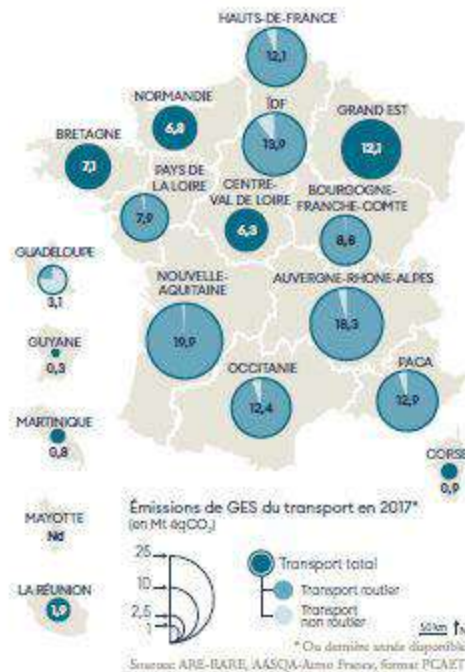 HAUTS-DE-FRANCE
12,1
NORMANDIE
6,8
ÎDF
13,9
GRAND EST
12,1
BRETAGNE
7,1
PAYS DE
LA LOIRE
7,9
CENTRE-
VAL DE LOIRE
6,3
BOURGOGNE-
FRANCHE-COMTE
8,8
GUADELOUPE
3,1
NOUVELLE-
AQUITAINE
19,9
AUVERGNE-RHONE-ALPES
18,3
GUYANE
0,3
OCCITANIE
12,4
PACA
12,9
MARTINIQUE
0,8
CORSE
0,9
MAYOTTE
Nd
LA RÉUNION
1,9
Émissions de GES du transport en 2017*
(en Mt éqCO₂)
25
10
2,5
1
Transport total
Transport routier
Transport
non routier
50 km
N
* Ou dernière année disponible
Sources: ARE-RARE, AASQA-Atmo France, format PCAET